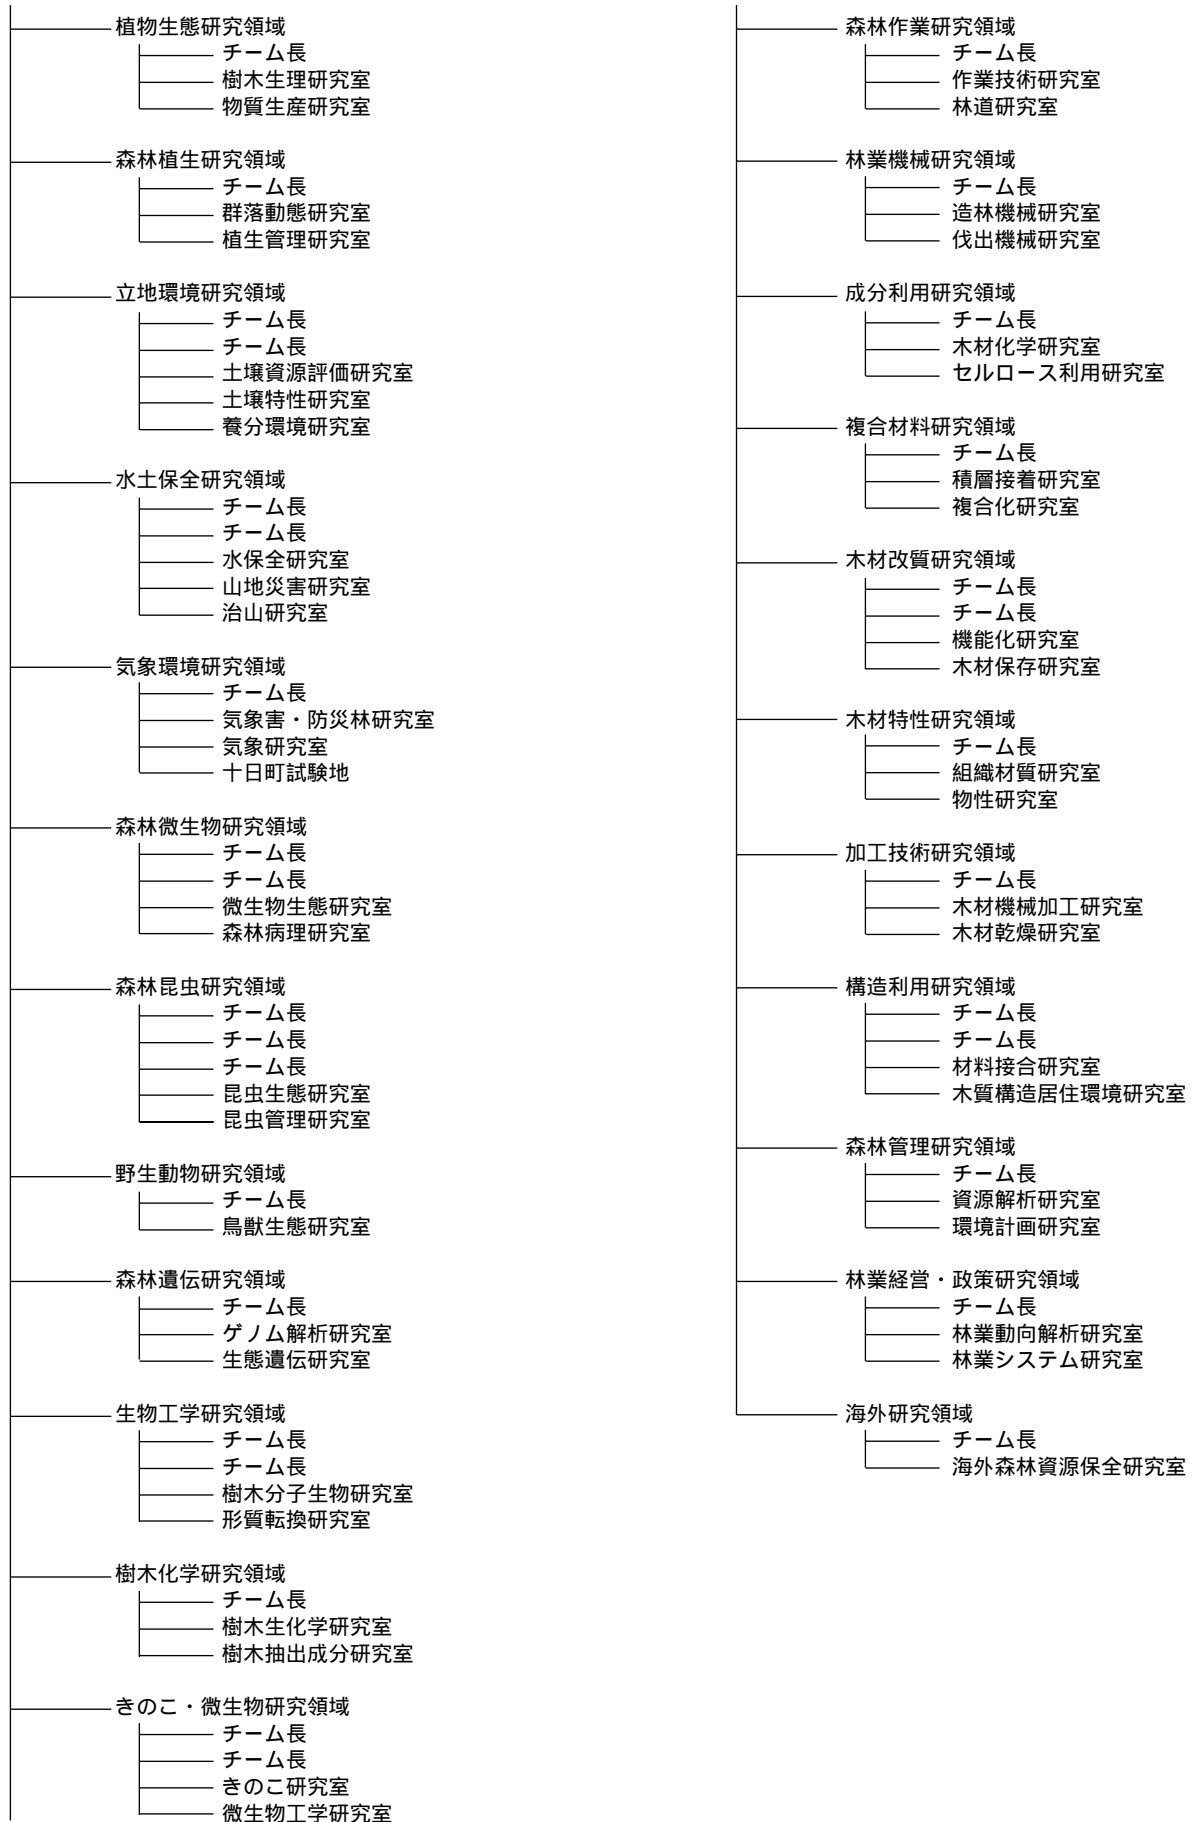 植物生態研究領域
チーム長
樹木生理研究室
物質生産研究室
森林植生研究領域
チーム長
群落動態研究室
植生管理研究室
立地環境研究領域
チーム長
チーム長
土壌資源評価研究室
土壌特性研究室
養分環境研究室
水土保全研究領域
チーム長
チーム長
水保全研究室
山地災害研究室
治山研究室
気象環境研究領域
チーム長
気象害・防災林研究室
気象研究室
十日町試験地
森林微生物研究領域
チーム長
チーム長
微生物生態研究室
森林病理研究室
森林昆虫研究領域
チーム長
チーム長
チーム長
昆虫生態研究室
昆虫管理研究室
野生動物研究領域
チーム長
鳥獣生態研究室
森林遺伝研究領域
チーム長
ゲノム解析研究室
生態遺伝研究室
生物工学研究領域
チーム長
チーム長
樹木分子生物研究室
形質転換研究室
樹木化学研究領域
チーム長
樹木生化学研究室
樹木抽出成分研究室
きのこ・微生物研究領域
チーム長
チーム長
きのこ研究室
微生物工学研究室
森林作業研究領域
チーム長
作業技術研究室
林道研究室
林業機械研究領域
チーム長
造林機械研究室
伐出機械研究室
成分利用研究領域
チーム長
木材化学研究室
セルロース利用研究室
複合材料研究領域
チーム長
積層接着研究室
複合化研究室
木材改質研究領域
チーム長
チーム長
機能化研究室
木材保存研究室
木材特性研究領域
チーム長
組織材質研究室
物性研究室
加工技術研究領域
チーム長
木材機械加工研究室
木材乾燥研究室
構造利用研究領域
チーム長
チーム長
材料接合研究室
木質構造居住環境研究室
森林管理研究領域
チーム長
資源解析研究室
環境計画研究室
林業経営・政策研究領域
チーム長
林業動向解析研究室
林業システム研究室
海外研究領域
チーム長
海外森林資源保全研究室